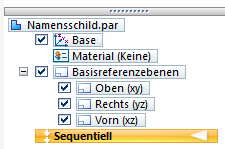 Namensschild.par
Base
Material (Keine)
Basisreferenzebenen
Oben (xy)
Rechts (yz)
Vorn (xz)
Sequentiell